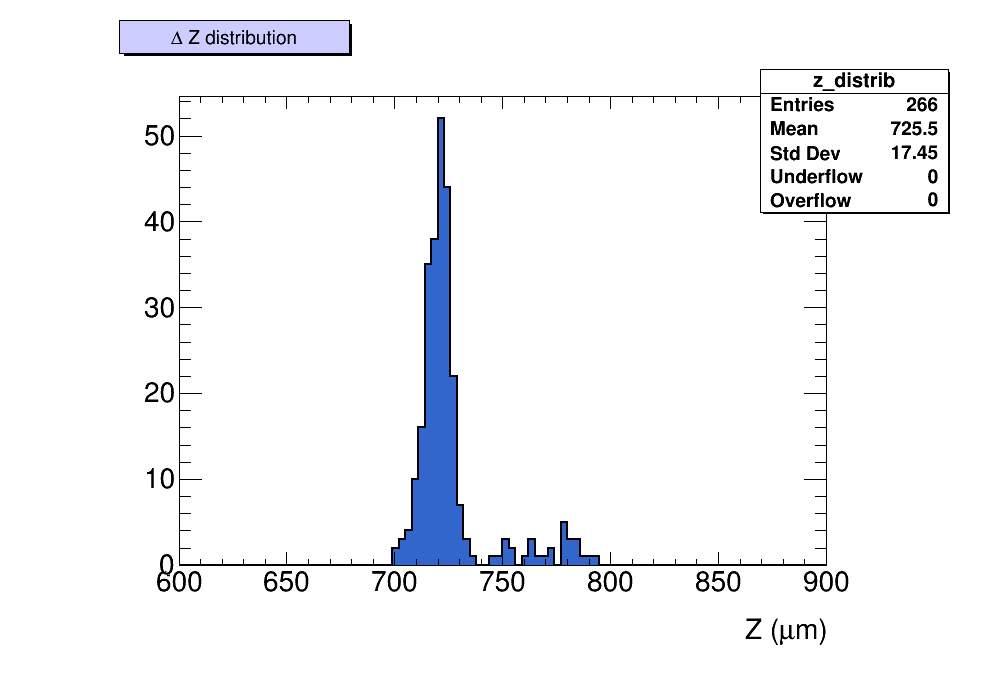 Δ Z distribution
z_distrib
Entries 266
Mean 725.5
Std Dev 17.45
Underflow 0
Overflow 0
50
40
30
20
10
0
600 650 700 750 800 850 900
Z (μm)